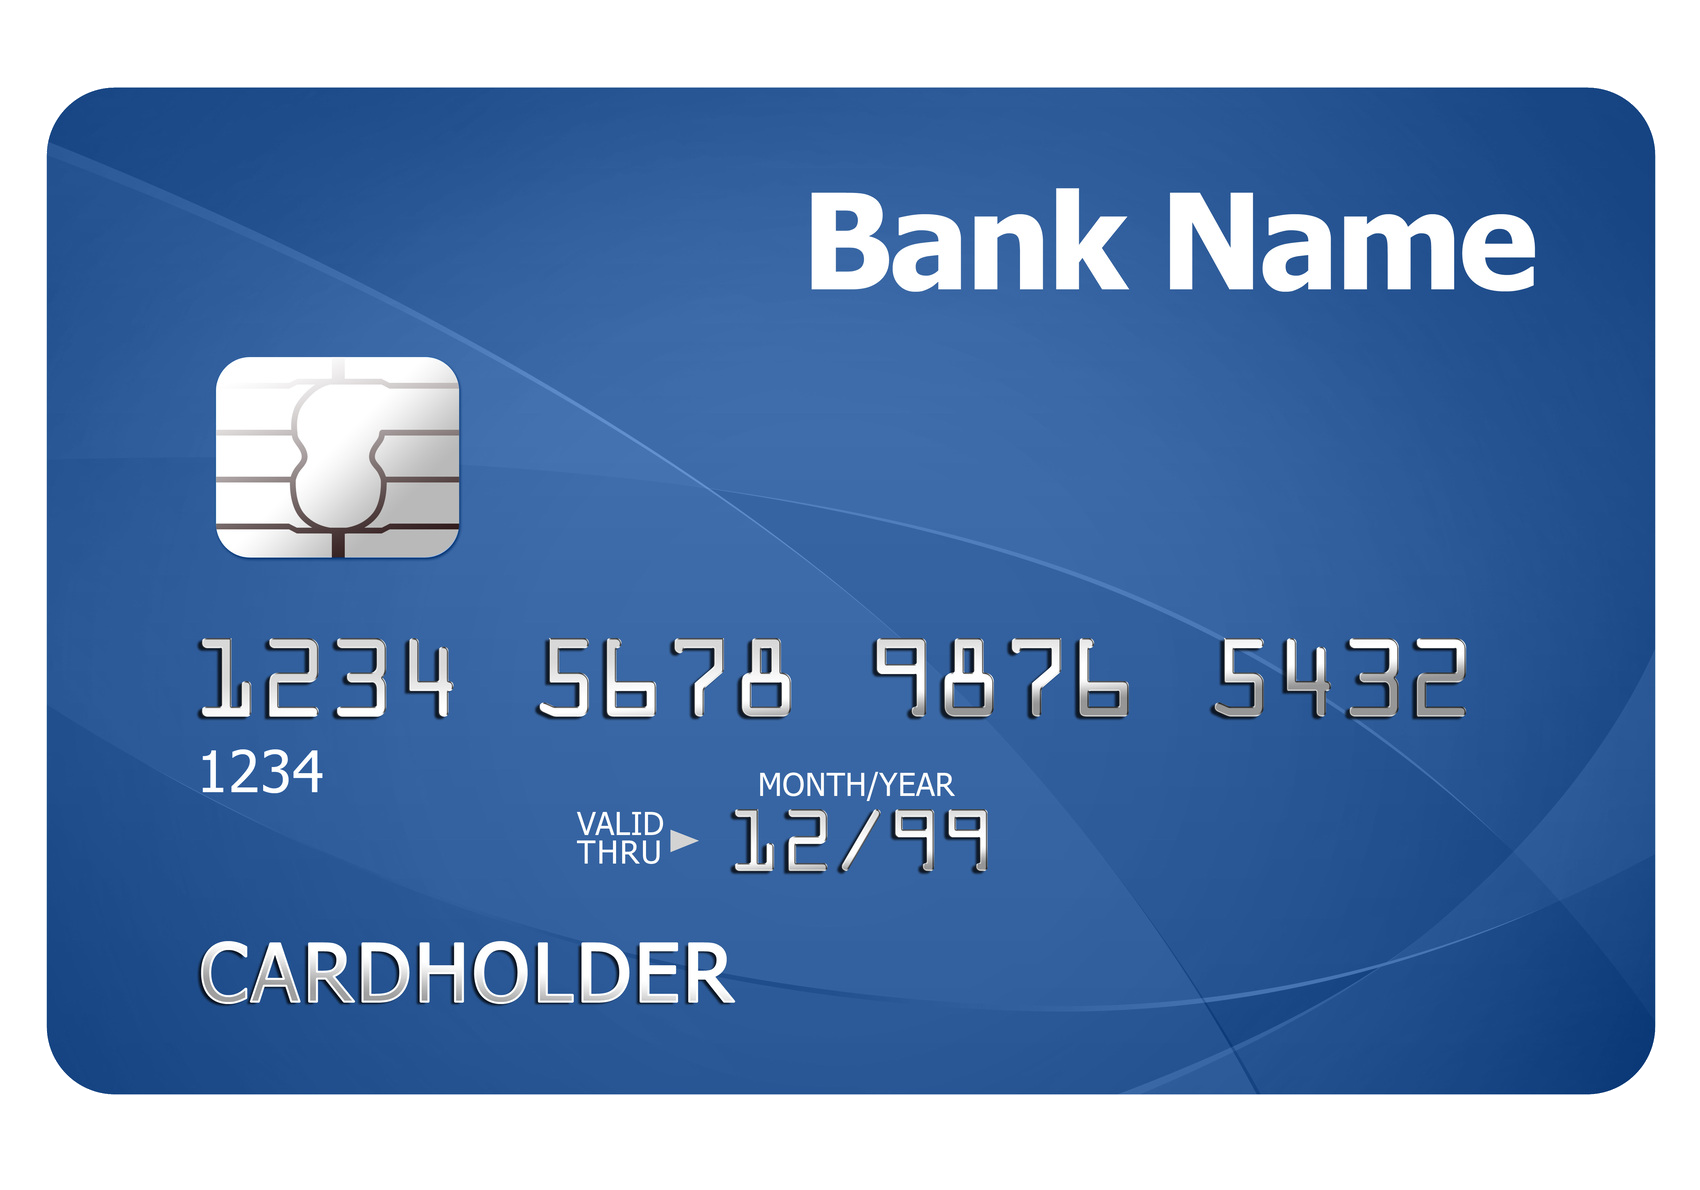 Bank Name
1234 5678 9876 5432
1234
MONTH/YEAR
VALID
THRU
12/99
CARDHOLDER